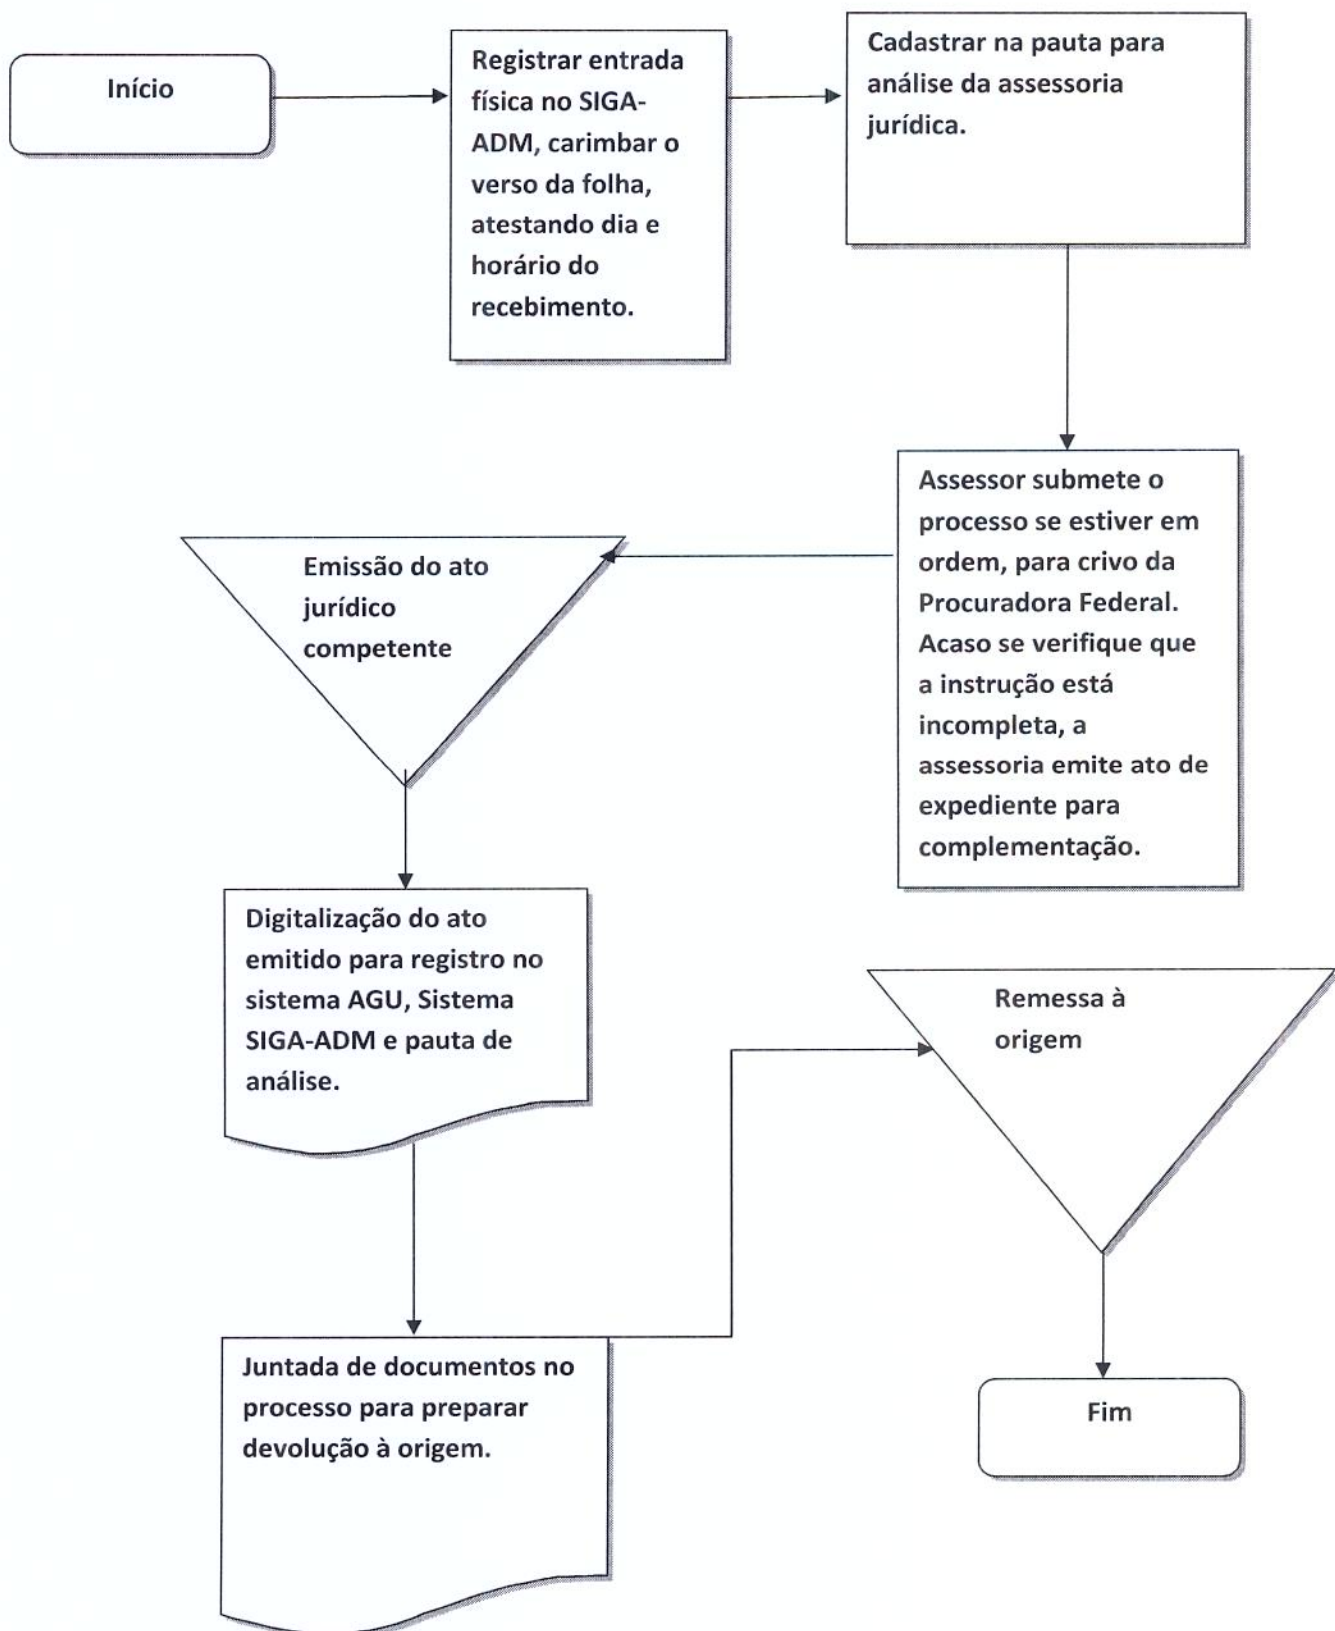 Início
Registrar entrada
física no SIGA-
ADM, carimbar o
verso da folha,
atestando dia e
horário do
recebimento.
Cadastrar na pauta para
análise da assessoria
jurídica.
Assessor submete o
processo se estiver em
ordem, para crivo da
Procuradora Federal.
Acaso se verifique que
a instrução está
incompleta, a
assessoria emite ato de
expediente para
complementação.
Emissão do ato
jurídico
competente
Digitalização do ato
emitido para registro no
sistema AGU, Sistema
SIGA-ADM e pauta de
análise.
Juntada de documentos no
processo para preparar
devolução à origem.
Remessa à
origem
Fim